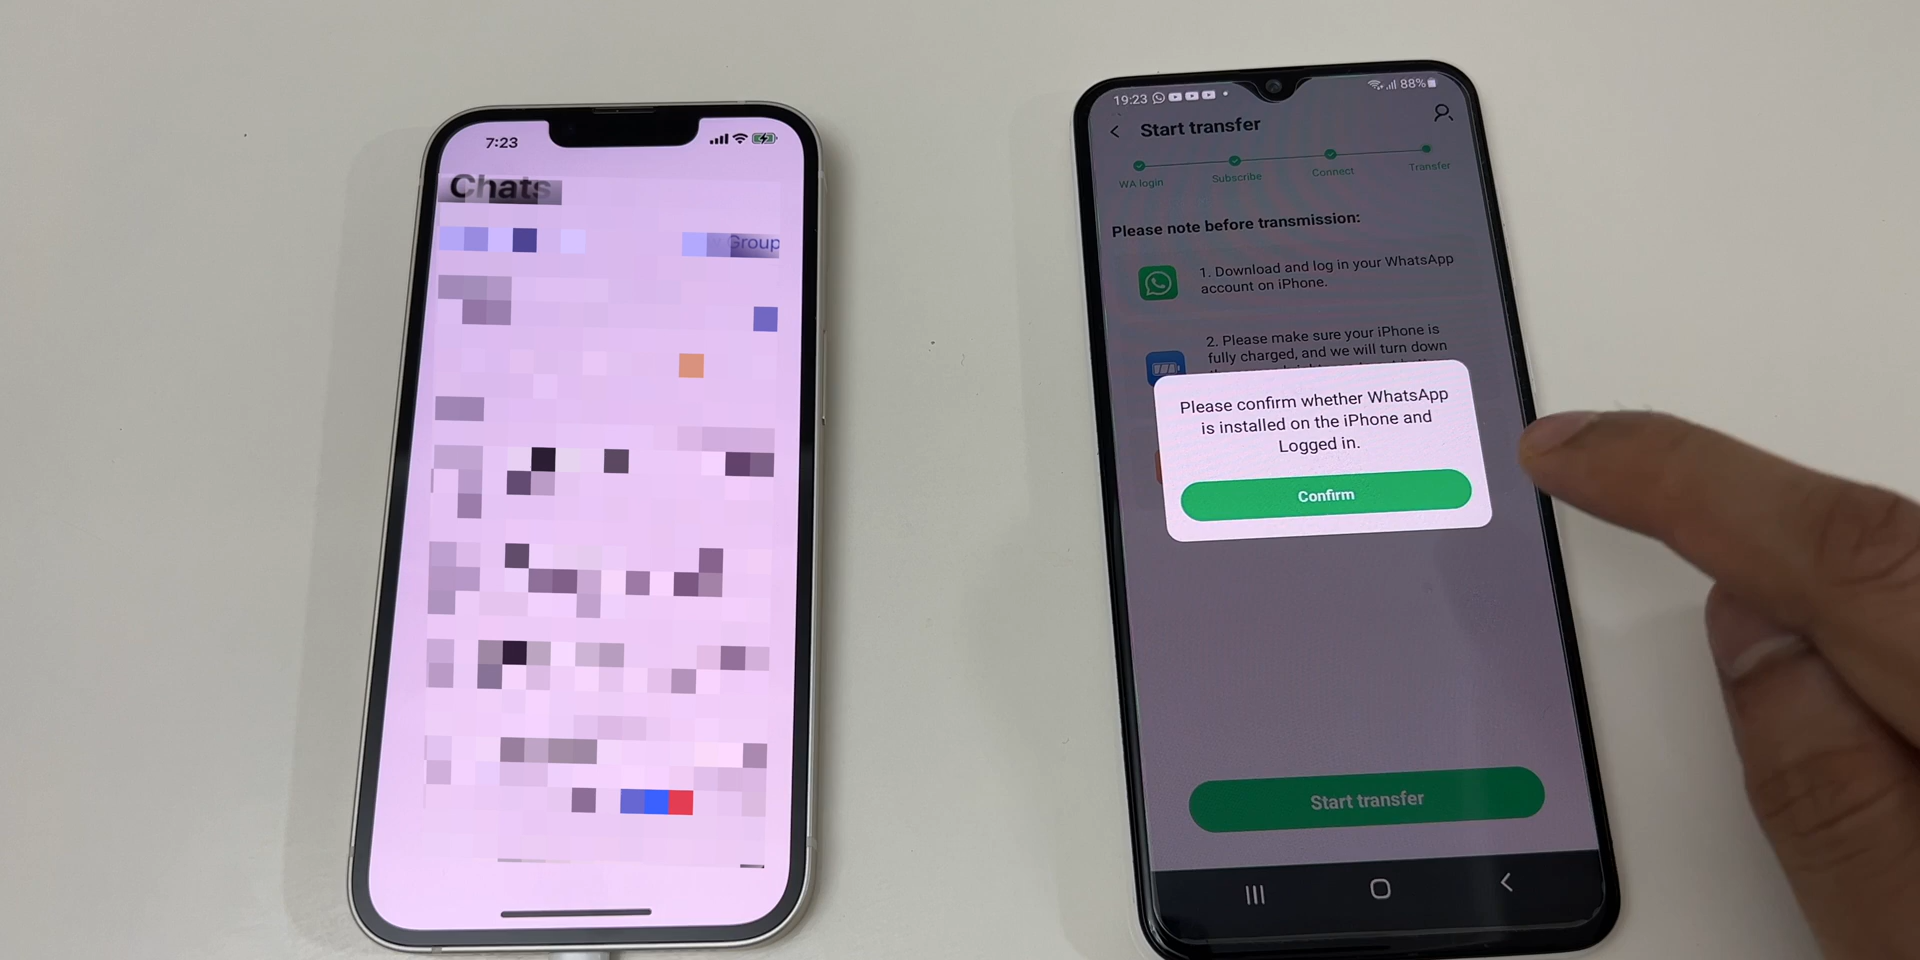 7:23
Chats
Group
19:23
88%
Start transfer
WA login
Subscribe
Connect
Transfer
Please note before transmission:
1. Download and log in your WhatsApp
account on iPhone.
2. Please make sure your iPhone is
fully charged, and we will turn down
Please confirm whether WhatsApp
is installed on the iPhone and
Logged in.
Confirm
Start transfer